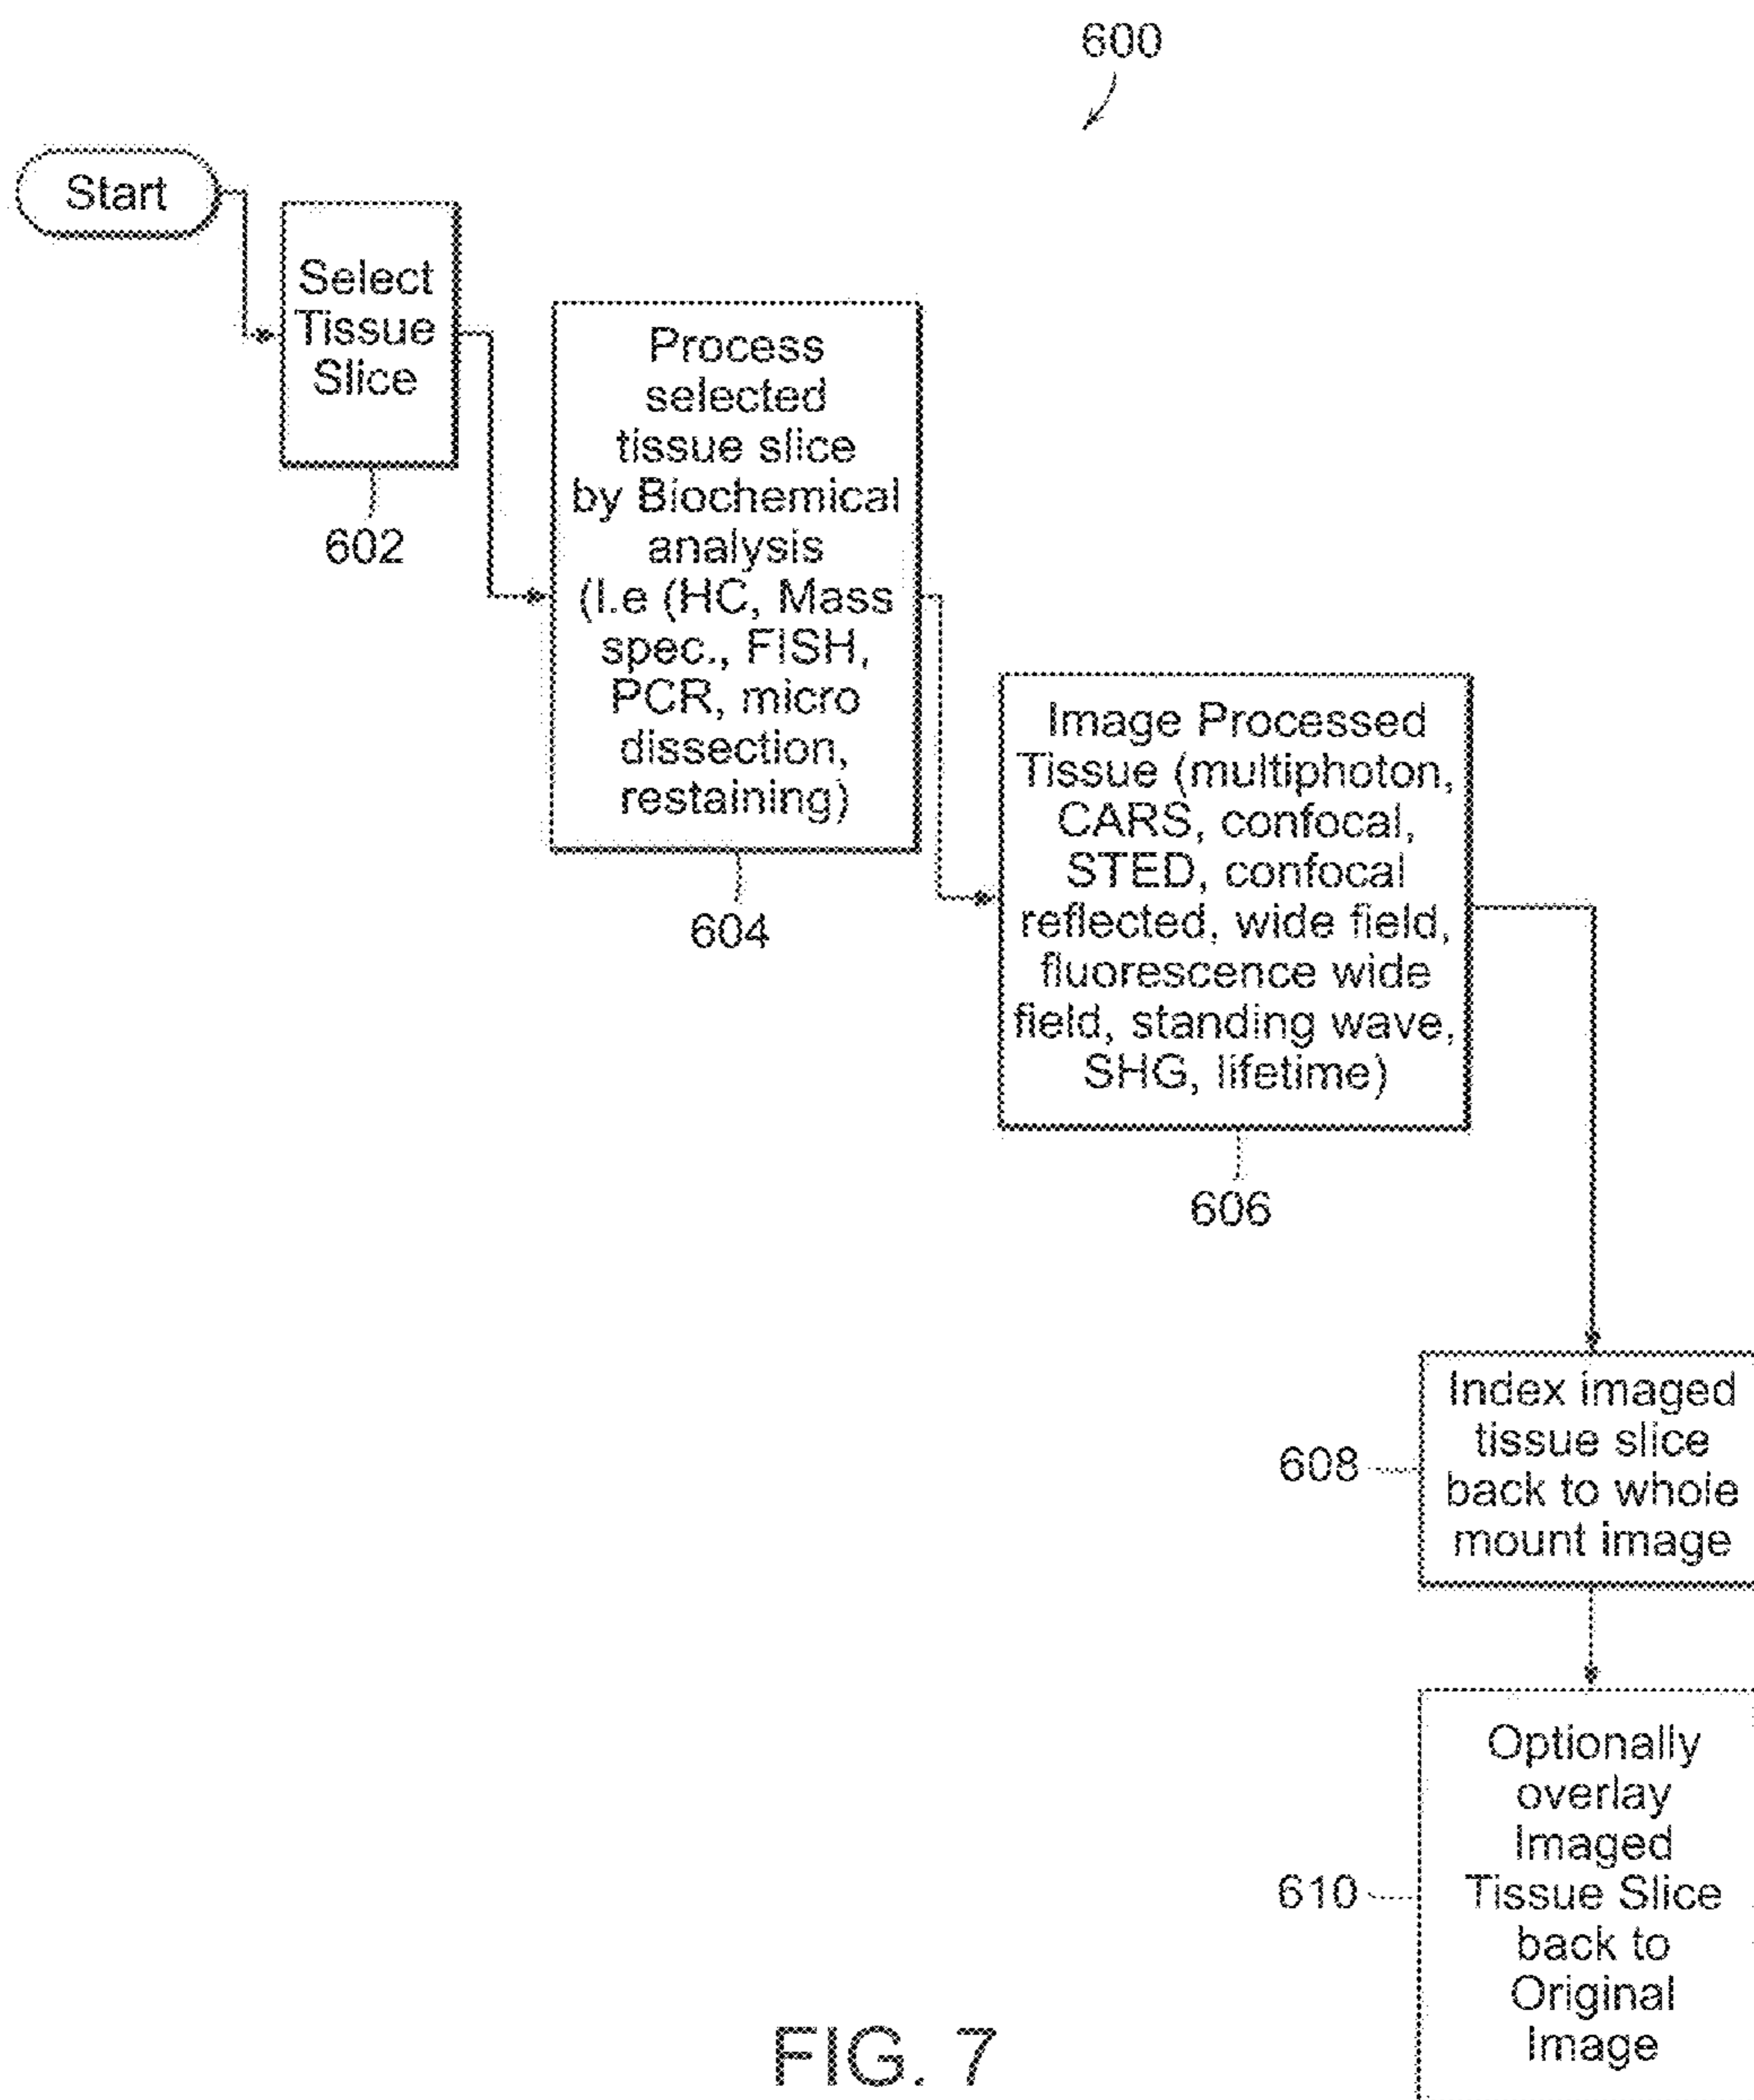 600
Start
Select
Tissue
Slice
602
Process
selected
tissue slice
by Biochemical
analysis
(I.e (HC, Mass
spec., FISH,
PCR, micro
dissection,
restaining)
604
Image Processed
Tissue (multiphoton,
CARS, confocal,
STED, confocal
reflected, wide field,
fluorescence wide
field, standing wave,
SHG, lifetime)
606
Index imaged
tissue slice
back to whole
mount image
608
Optionally
overlay
Imaged
Tissue Slice
back to
Original
Image
610
FIG. 7